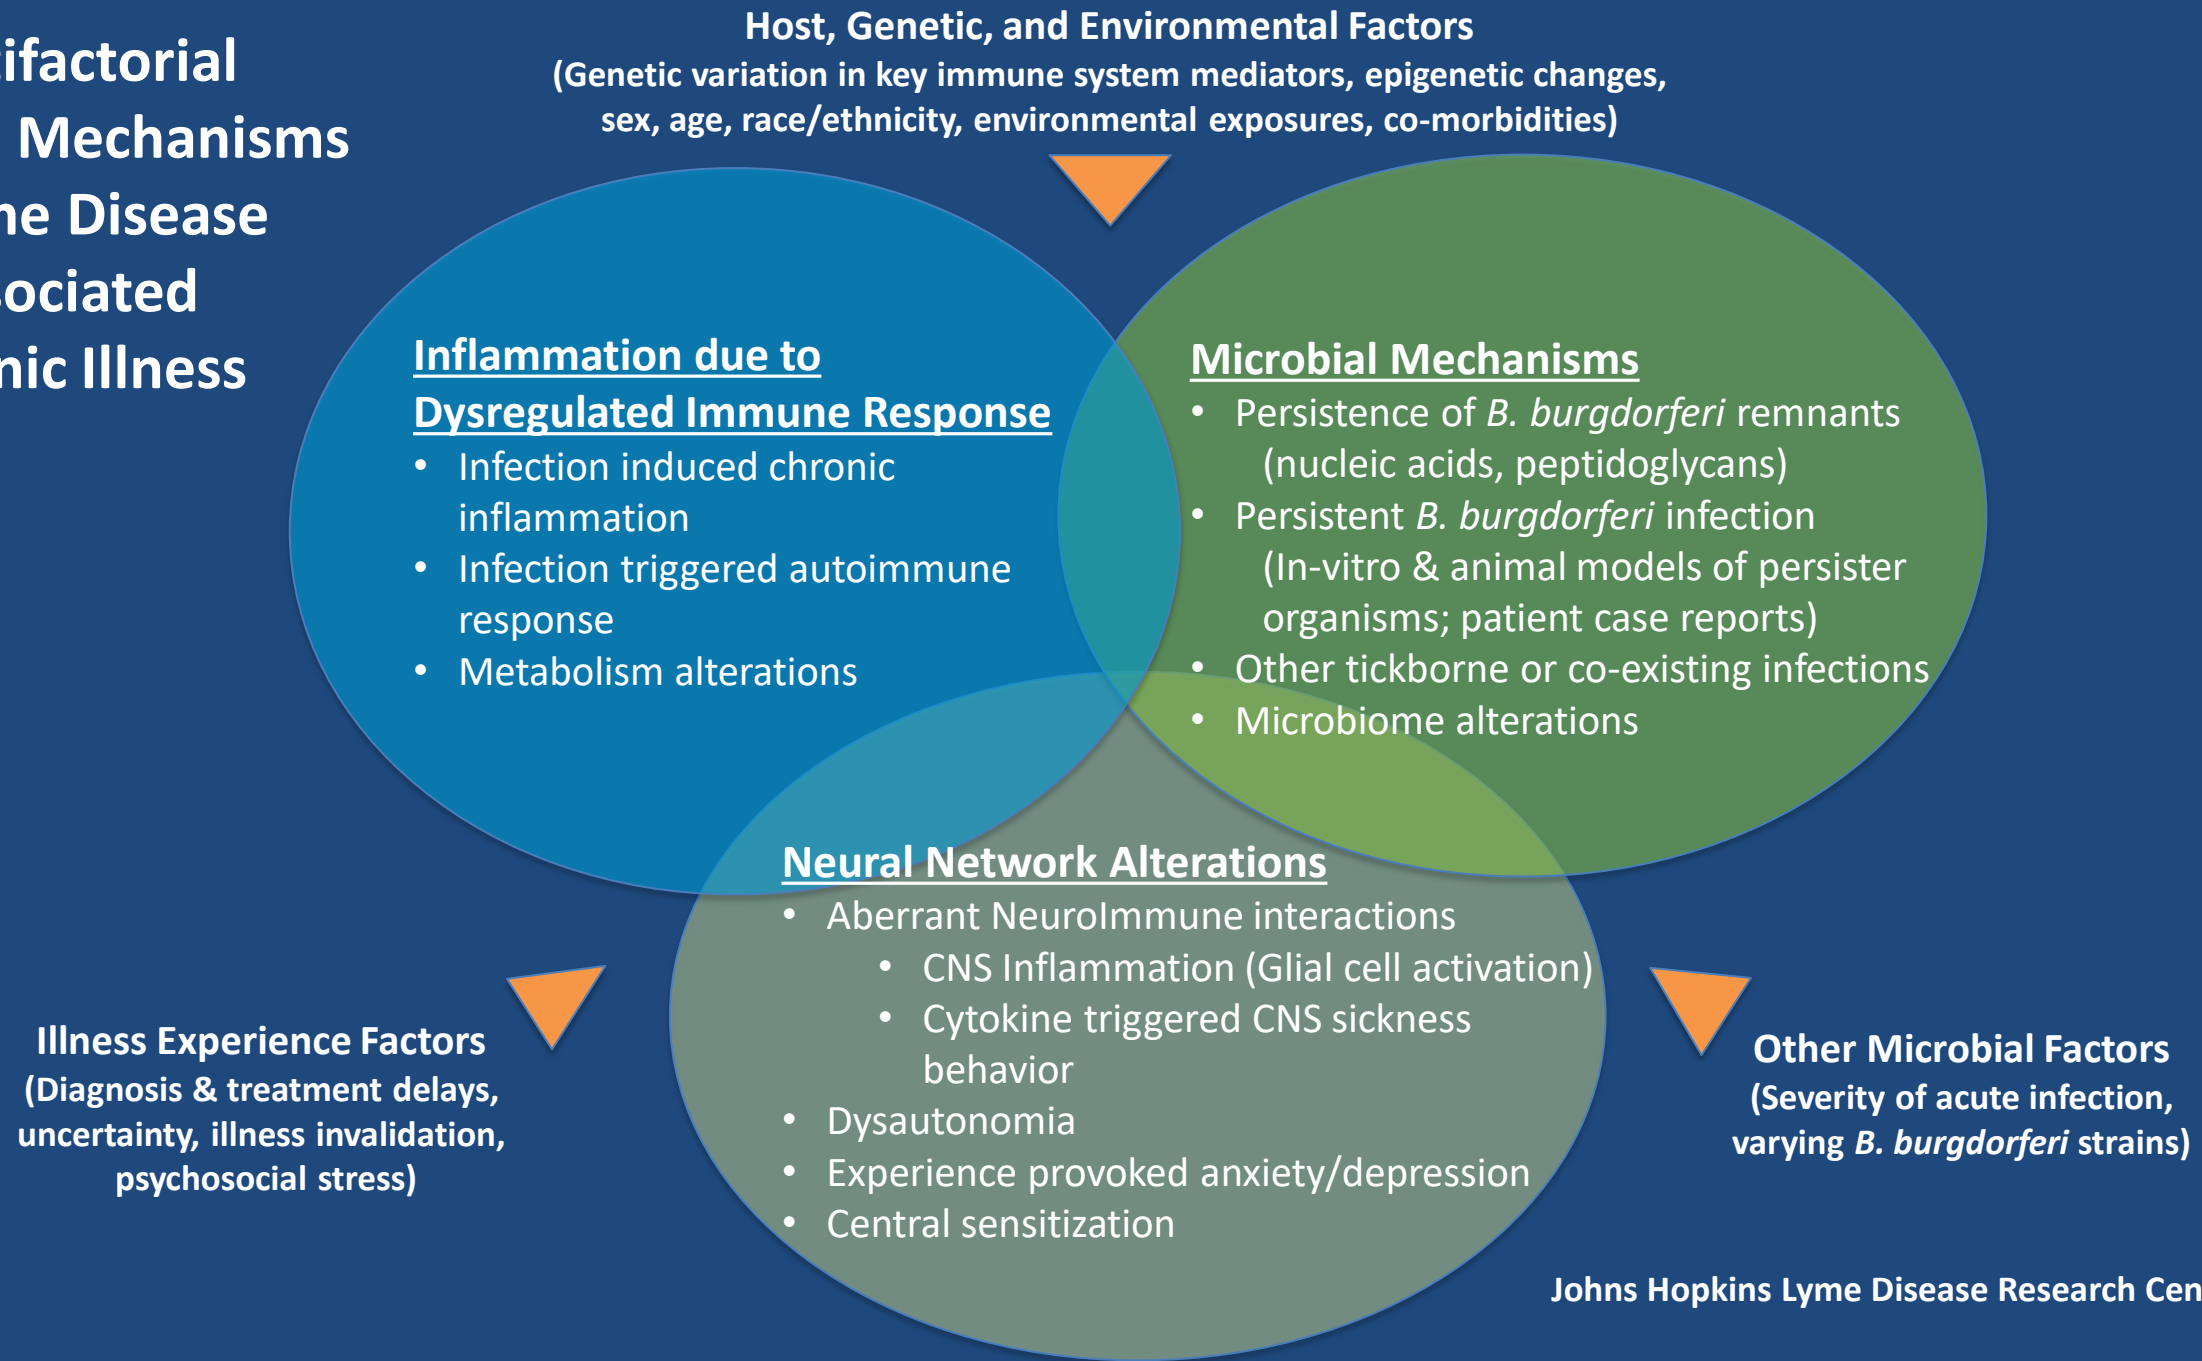 ifactorial
Mechanisms
ne Disease
sociated
nic Illness
Host, Genetic, and Environmental Factors
(Genetic variation in key immune system mediators, epigenetic changes,
sex, age, race/ethnicity, environmental exposures, co-morbidities)
Inflammation due to
Dysregulated Immune Response
• Infection induced chronic
inflammation
• Infection triggered autoimmune
response
• Metabolism alterations
Microbial Mechanisms
• Persistence of B. burgdorferi remnants
(nucleic acids, peptidoglycans)
• Persistent B. burgdorferi infection
(In-vitro & animal models of persister
organisms; patient case reports)
• Other tickborne or co-existing infections
• Microbiome alterations
Neural Network Alterations
• Aberrant NeuroImmune interactions
• CNS Inflammation (Glial cell activation)
• Cytokine triggered CNS sickness
behavior
• Dysautonomia
• Experience provoked anxiety/depression
• Central sensitization
Illness Experience Factors
(Diagnosis & treatment delays,
uncertainty, illness invalidation,
psychosocial stress)
Other Microbial Factors
(Severity of acute infection,
varying B. burgdorferi strains)
Johns Hopkins Lyme Disease Research Cen